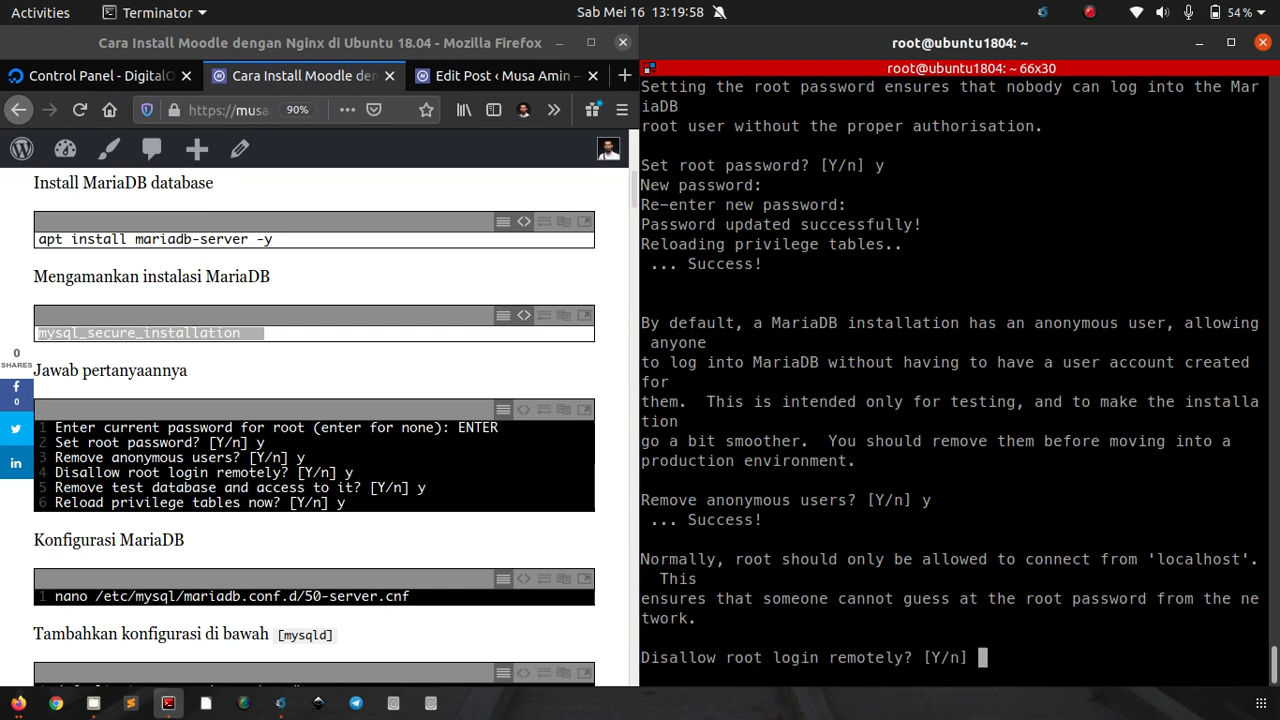 Activities
Terminator
Sab Mei 16 13:19:58
54 %
Cara Install Moodle dengan Nginx di Ubuntu 18.04 - Mozilla Firefox
Control Panel - DigitalO
Cara Install Moodle den
Edit Post ‹ Musa Amin —
https://musa
90%
Install MariaDB database
apt install mariadb-server -y
Mengamankan instalasi MariaDB
mysql_secure_installation
0
SHARES
Jawab pertanyaannya
0
1 Enter current password for root (enter for none): ENTER
2 Set root password? [Y/n] y
3 Remove anonymous users? [Y/n] y
4 Disallow root login remotely? [Y/n] y
5 Remove test database and access to it? [Y/n] y
6 Reload privilege tables now? [Y/n] y
Konfigurasi MariaDB
1 nano /etc/mysql/mariadb.conf.d/50-server.cnf
Tambahkan konfigurasi di bawah [mysqld]
root@ubuntu1804: ~
root@ubuntu1804: ~ 66x30
Setting the root password ensures that nobody can log into the Mar
iaDB
root user without the proper authorisation.
Set root password? [Y/n] y
New password:
Re-enter new password:
Password updated successfully!
Reloading privilege tables..
... Success!
By default, a MariaDB installation has an anonymous user, allowing
anyone
to log into MariaDB without having to have a user account created
for
them.  This is intended only for testing, and to make the installa
tion
go a bit smoother.  You should remove them before moving into a
production environment.
Remove anonymous users? [Y/n] y
... Success!
Normally, root should only be allowed to connect from 'localhost'.
This
ensures that someone cannot guess at the root password from the ne
twork.
Disallow root login remotely? [Y/n]